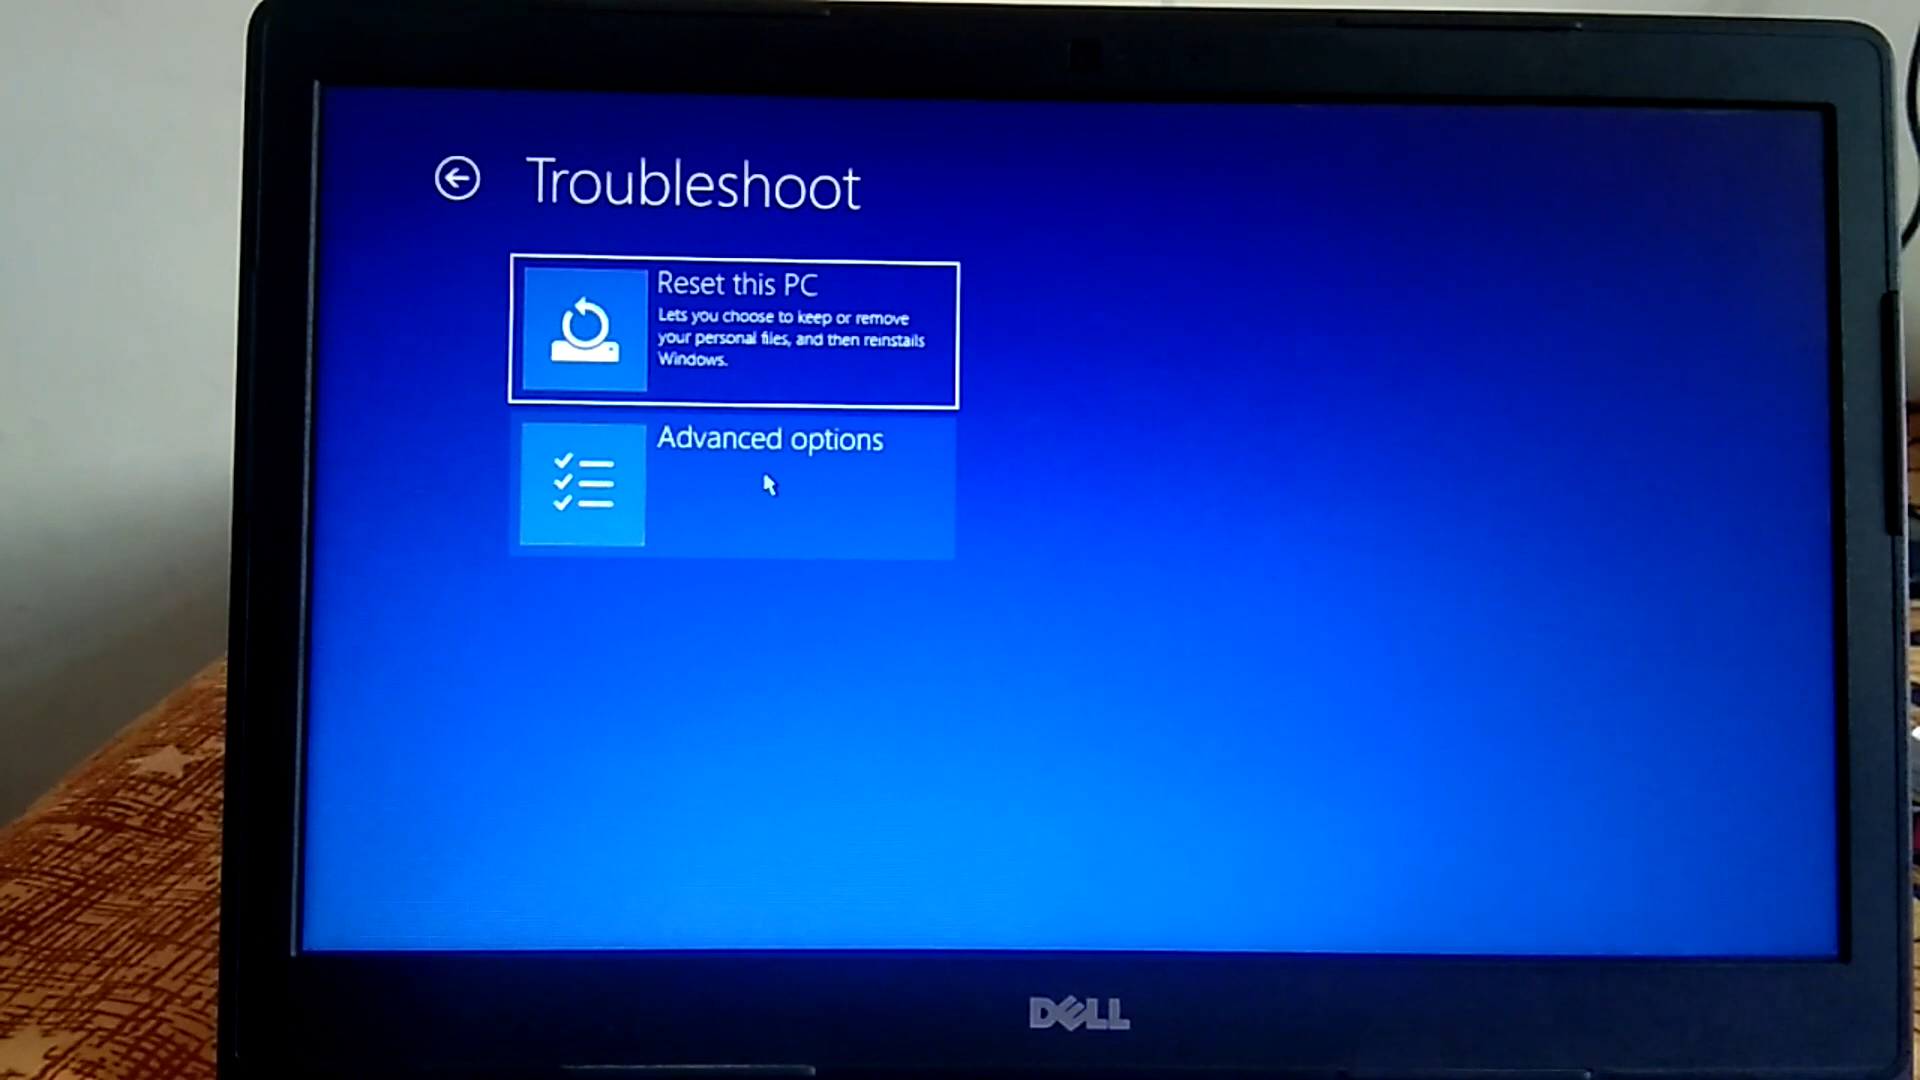 Troubleshoot
Reset this PC
Lets you choose to keep or remove
your personal files, and then reinstalls
Windows.
Advanced options
DELL